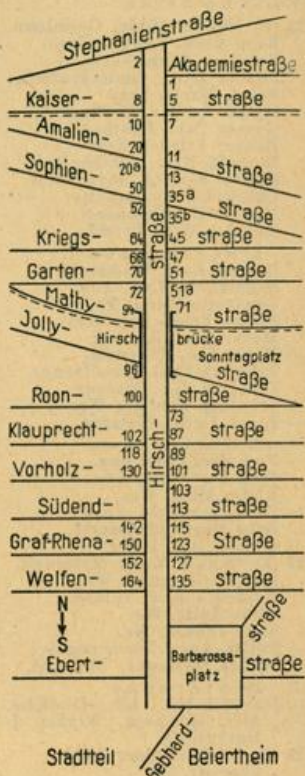 Stephanienstraße
2 Akademiestraße
1
Kaiser- 8 5 straße
Amalien- 10 7
20
Sophien- 20a 11 straße
13
50 35a
52 35b straße
Kriegs- 84 45 straße
66 47
Garten- 70 51 straße
Mathy- 72 51a
91 71 straße
Jolly- Hirsch brücke
Sonntagplatz
96 straße
Roon- 100 straße
73
Klauprecht- 102 87 straße
118 89
Vorholz- 130 101 straße
103
Südend- 113 straße
142 115
Graf-Rhena- 150 123 Straße
152 127
Welfen- 164 135 straße
Hirsch-straße
N
S
Barbarossa-
platz
straße
Ebert- straße
Gebhard-
Stadtteil Beiertheim